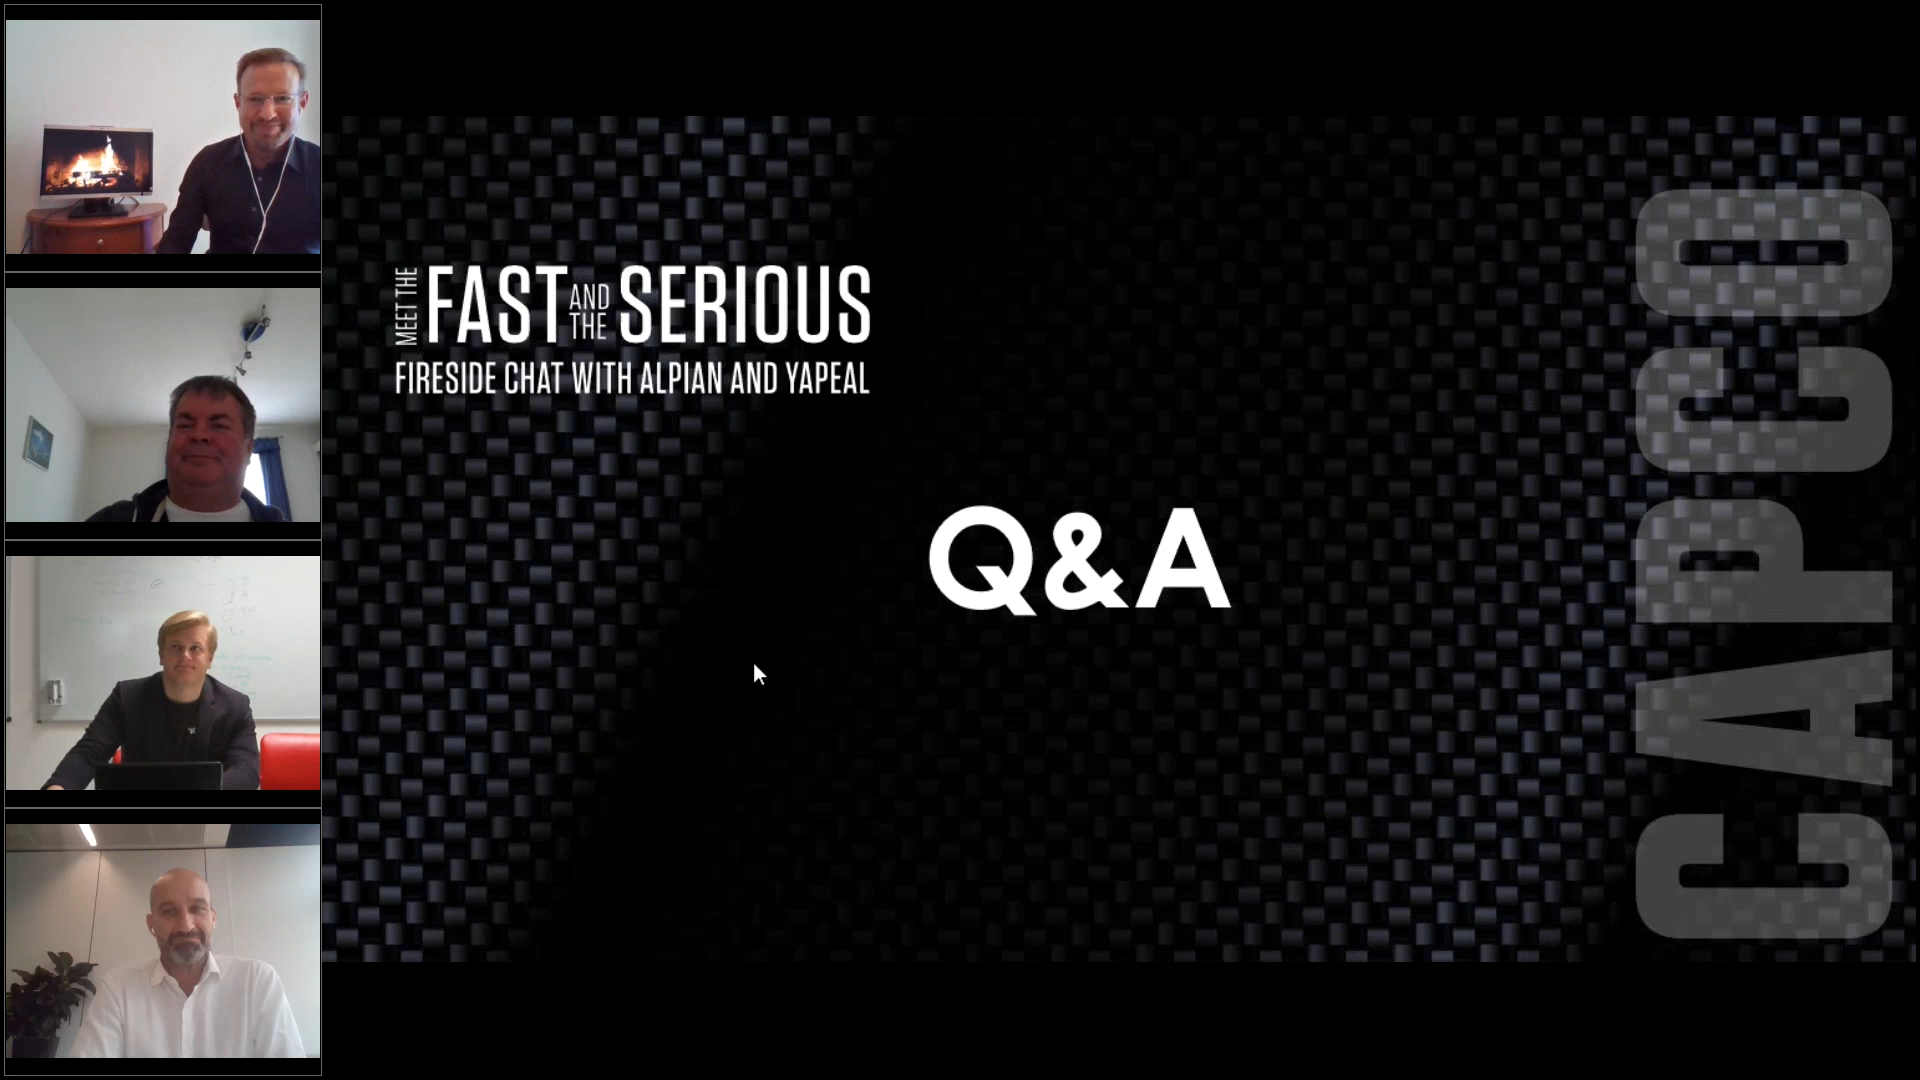 MEET THE FAST AND THE SERIOUS
FIRESIDE CHAT WITH ALPIAN AND YAPEAL
Q&A
CAPCO